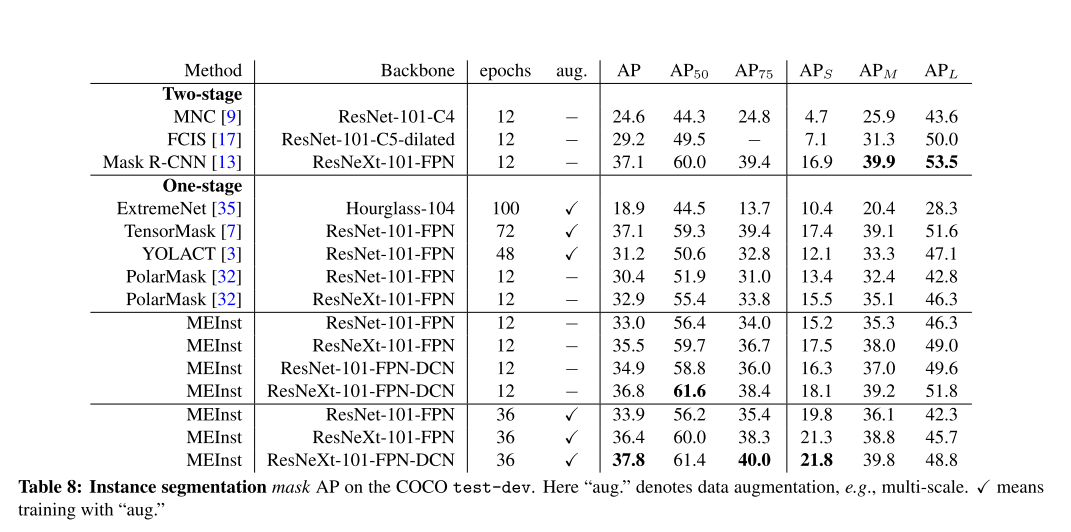 Method Backbone epochs aug. AP AP50 AP75 APS APM APL
Two-stage
MNC [9] ResNet-101-C4 12 − 24.6 44.3 24.8 4.7 25.9 43.6
FCIS [17] ResNet-101-C5-dilated 12 − 29.2 49.5 − 7.1 31.3 50.0
Mask R-CNN [13] ResNeXt-101-FPN 12 − 37.1 60.0 39.4 16.9 39.9 53.5
One-stage
ExtremeNet [35] Hourglass-104 100 ✓ 18.9 44.5 13.7 10.4 20.4 28.3
TensorMask [7] ResNet-101-FPN 72 ✓ 37.1 59.3 39.4 17.4 39.1 51.6
YOLACT [3] ResNet-101-FPN 48 ✓ 31.2 50.6 32.8 12.1 33.3 47.1
PolarMask [32] ResNet-101-FPN 12 − 30.4 51.9 31.0 13.4 32.4 42.8
PolarMask [32] ResNeXt-101-FPN 12 − 32.9 55.4 33.8 15.5 35.1 46.3
MEInst ResNet-101-FPN 12 − 33.0 56.4 34.0 15.2 35.3 46.3
MEInst ResNeXt-101-FPN 12 − 35.5 59.7 36.7 17.5 38.0 49.0
MEInst ResNet-101-FPN-DCN 12 − 34.9 58.8 36.0 16.3 37.0 49.6
MEInst ResNeXt-101-FPN-DCN 12 − 36.8 61.6 38.4 18.1 39.2 51.8
MEInst ResNet-101-FPN 36 ✓ 33.9 56.2 35.4 19.8 36.1 42.3
MEInst ResNeXt-101-FPN 36 ✓ 36.4 60.0 38.3 21.3 38.8 45.7
MEInst ResNeXt-101-FPN-DCN 36 ✓ 37.8 61.4 40.0 21.8 39.8 48.8
Table 8: Instance segmentation mask AP on the COCO test-dev. Here “aug.” denotes data augmentation, e.g., multi-scale. ✓ means
training with “aug.”